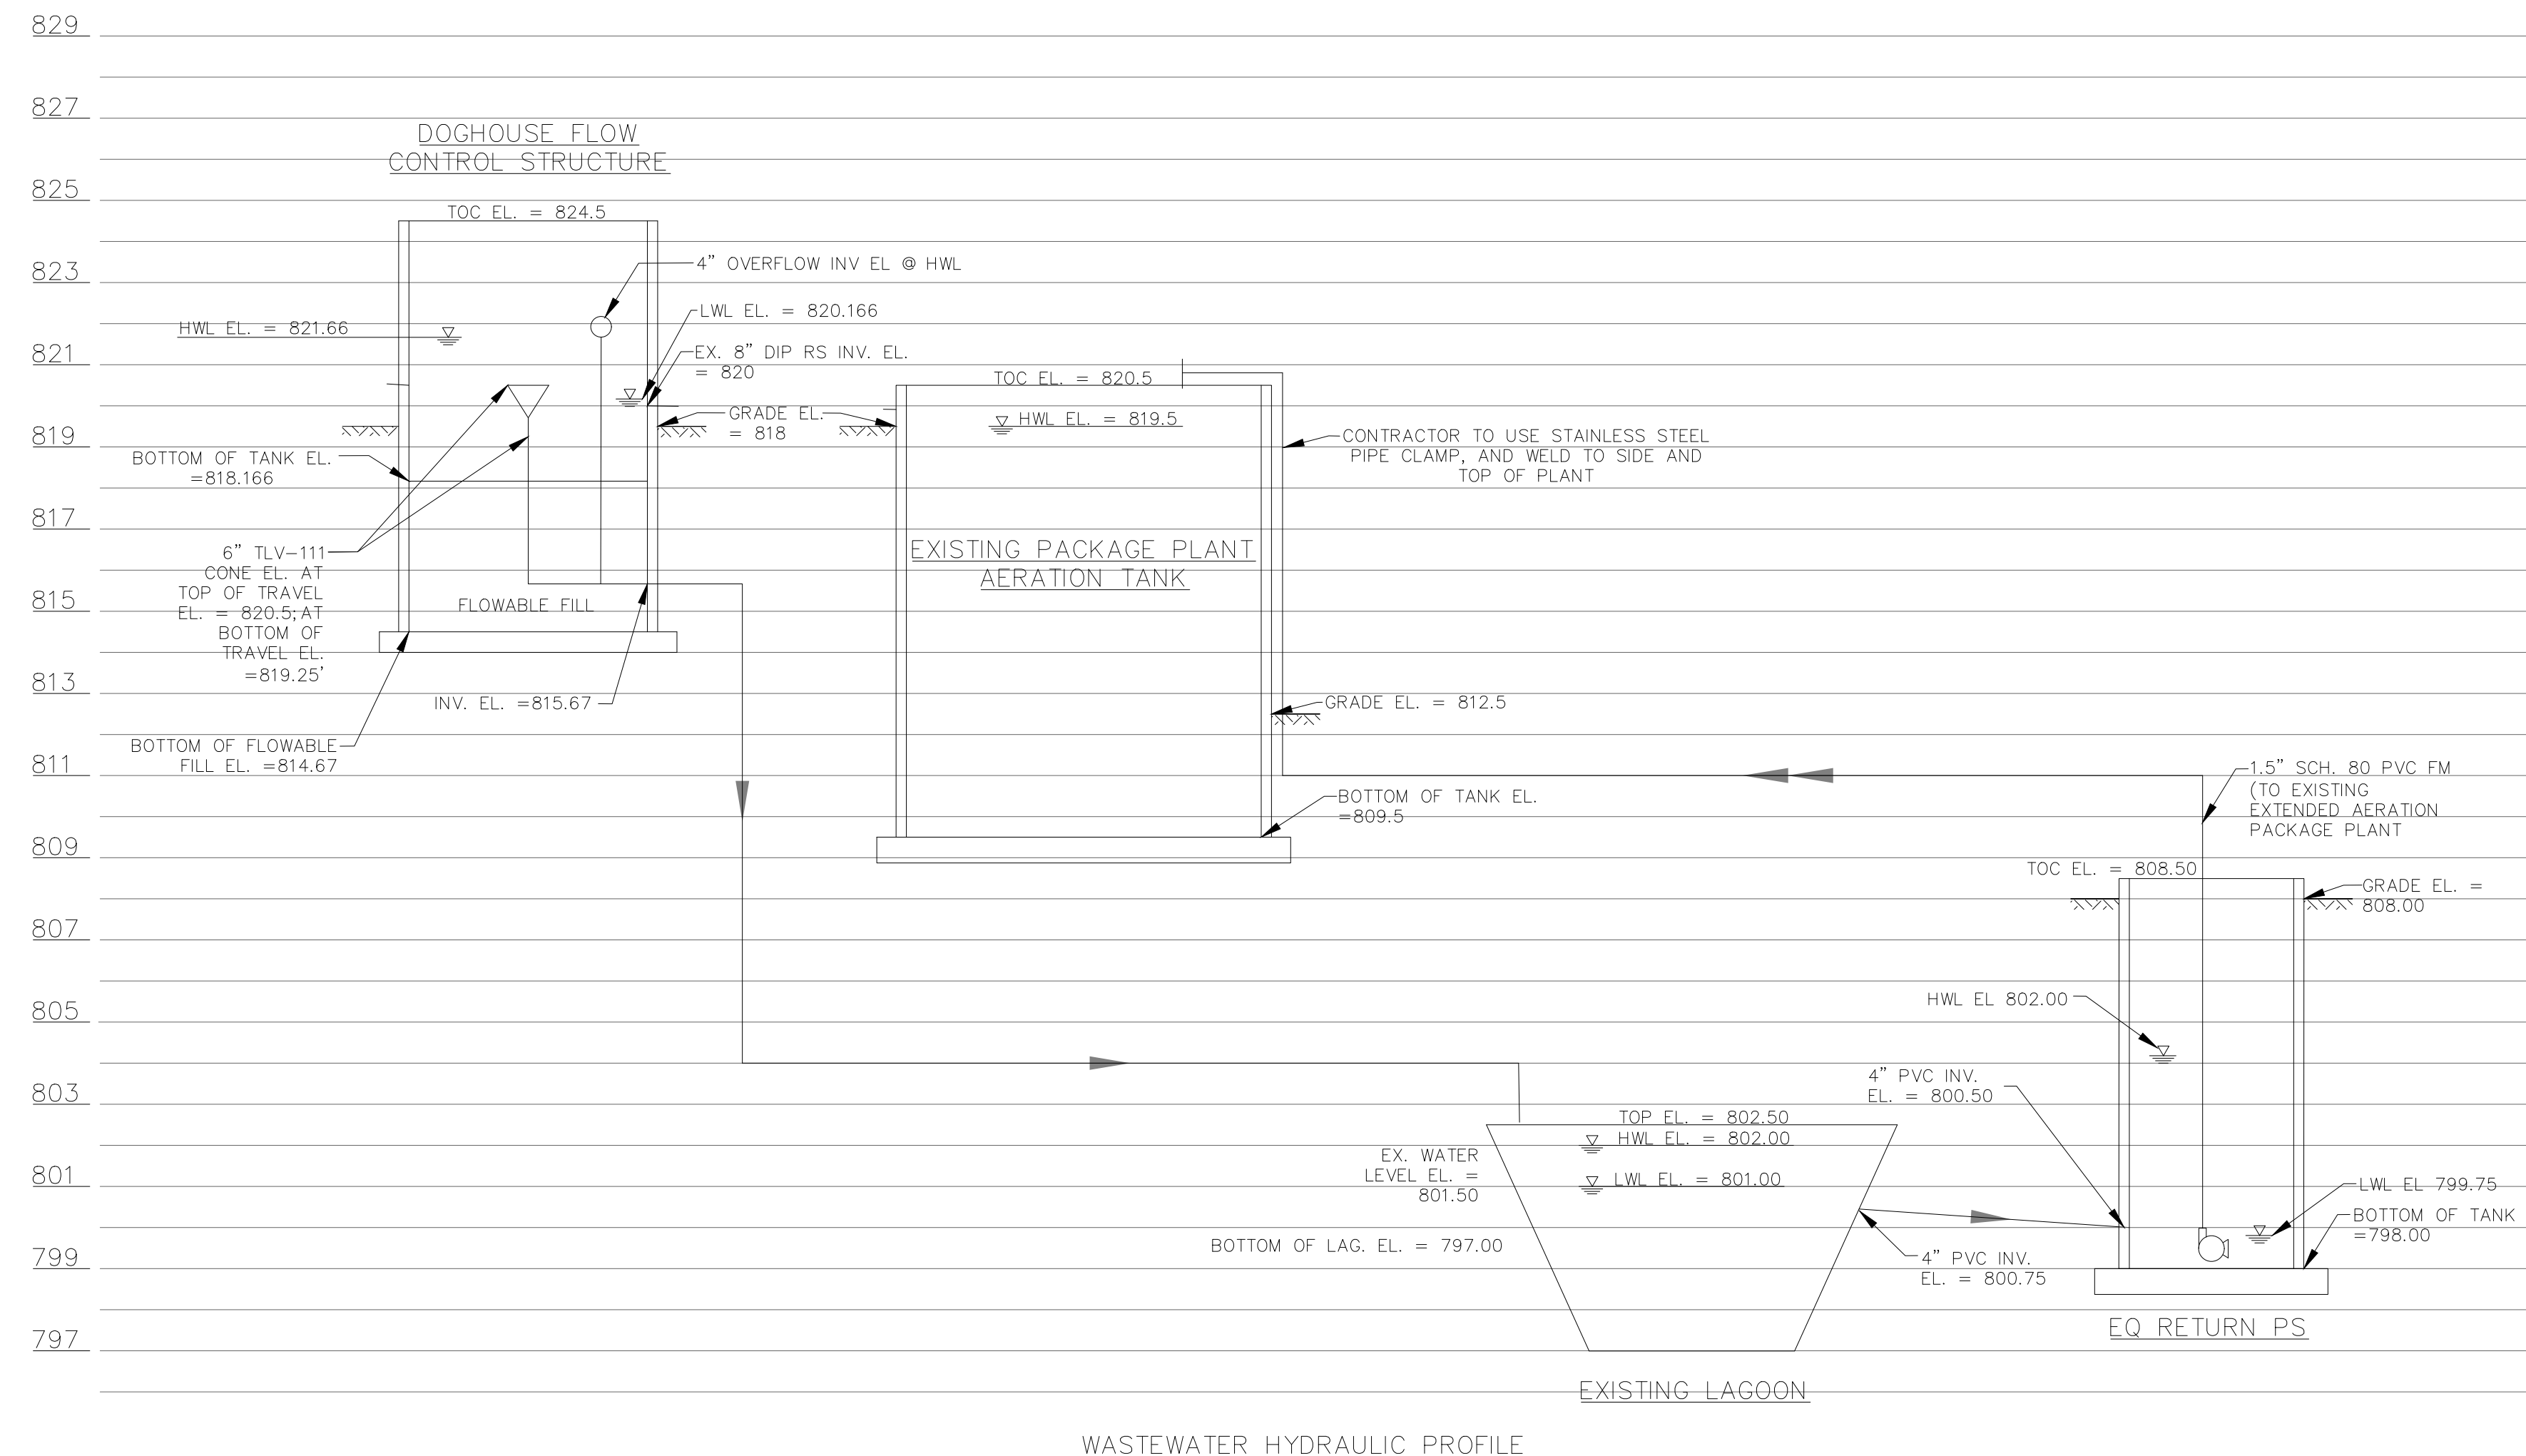 829
827
825
823
821
819
817
815
813
811
809
807
805
803
801
799
797
DOGHOUSE FLOW
CONTROL STRUCTURE
TOC EL. = 824.5
4” OVERFLOW INV EL @ HWL
HWL EL. = 821.66
LWL EL. = 820.166
EX. 8” DIP RS INV. EL.
= 820
GRADE EL.
= 818
BOTTOM OF TANK EL.
=818.166
6” TLV-111
CONE EL. AT
TOP OF TRAVEL
EL. = 820.5; AT
BOTTOM OF
TRAVEL EL.
=819.25'
FLOWABLE FILL
INV. EL. =815.67
BOTTOM OF FLOWABLE
FILL EL. =814.67
TOC EL. = 820.5
HWL EL. = 819.5
EXISTING PACKAGE PLANT
AERATION TANK
CONTRACTOR TO USE STAINLESS STEEL
PIPE CLAMP, AND WELD TO SIDE AND
TOP OF PLANT
GRADE EL. = 812.5
BOTTOM OF TANK EL.
=809.5
1.5” SCH. 80 PVC FM
(TO EXISTING
EXTENDED AERATION
PACKAGE PLANT
TOC EL. = 808.50
GRADE EL. =
808.00
HWL EL 802.00
4” PVC INV.
EL. = 800.50
TOP EL. = 802.50
HWL EL. = 802.00
EX. WATER
LEVEL EL. =
801.50
LWL EL. = 801.00
BOTTOM OF LAG. EL. = 797.00
4” PVC INV.
EL. = 800.75
LWL EL 799.75
BOTTOM OF TANK
=798.00
EQ RETURN PS
EXISTING LAGOON
WASTEWATER HYDRAULIC PROFILE